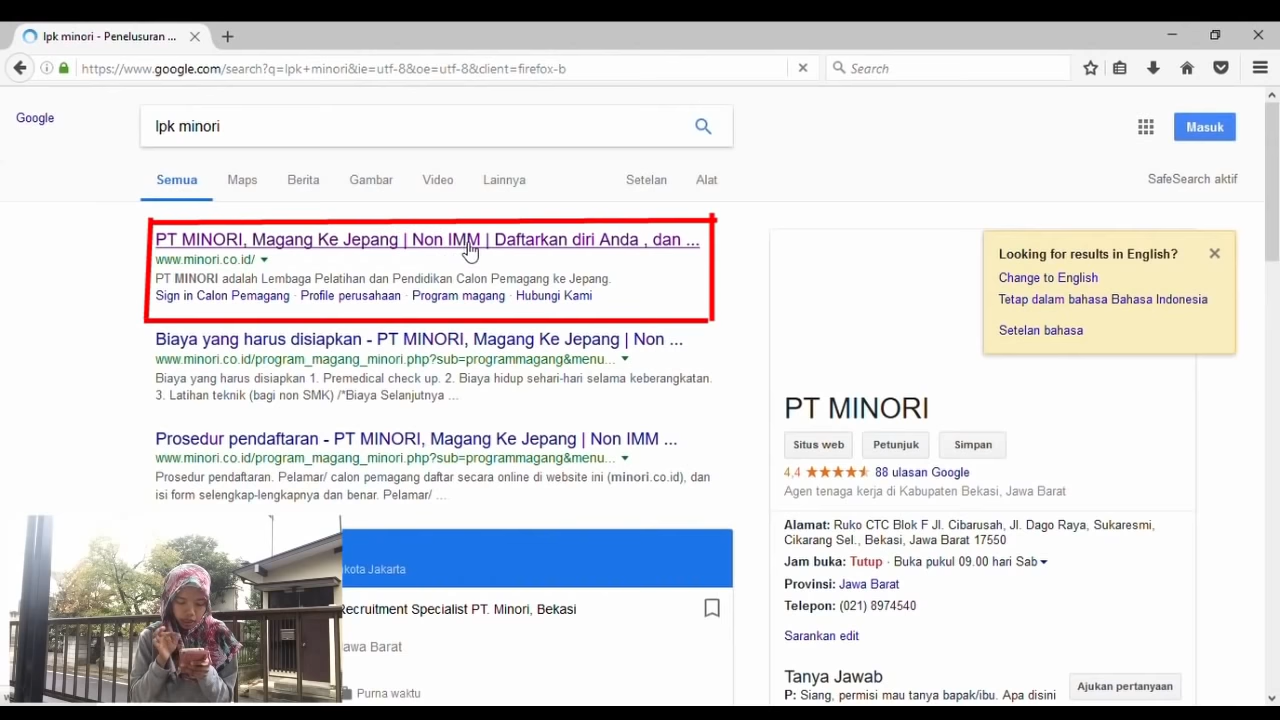 lpk minori - Penelusuran ...
https://www.google.com/search?q=lpk+minori&ie=utf-8&oe=utf-8&client=firefox-b
Search
Google
lpk minori
Masuk
Semua Maps Berita Gambar Video Lainnya Setelan Alat
SafeSearch aktif
PT MINORI, Magang Ke Jepang | Non IMM | Daftarkan diri Anda , dan ...
www.minori.co.id/
PT MINORI adalah Lembaga Pelatihan dan Pendidikan Calon Pemagang ke Jepang.
Sign in Calon Pemagang · Profile perusahaan · Program magang · Hubungi Kami
Biaya yang harus disiapkan - PT MINORI, Magang Ke Jepang | Non ...
www.minori.co.id/program_magang_minori.php?sub=programmagang&menu...
Biaya yang harus disiapkan 1. Premedical check up. 2. Biaya hidup sehari-hari selama keberangkatan.
3. Latihan teknik (bagi non SMK) /*Biaya Selanjutnya ...
Prosedur pendaftaran - PT MINORI, Magang Ke Jepang | Non IMM ...
www.minori.co.id/program_magang_minori.php?sub=programmagang&menu...
Prosedur pendaftaran. Pelamar/ calon pemagang daftar secara online di website ini (minori.co.id), dan
isi form selengkap-lengkapnya dan benar. Pelamar/ ...
kota Jakarta
Recruitment Specialist PT. Minori, Bekasi
awa Barat
Purna waktu
Looking for results in English?
Change to English
Tetap dalam bahasa Bahasa Indonesia
Setelan bahasa
PT MINORI
Situs web Petunjuk Simpan
4,4 88 ulasan Google
Agen tenaga kerja di Kabupaten Bekasi, Jawa Barat
Alamat: Ruko CTC Blok F Jl. Cibarusah, Jl. Dago Raya, Sukaresmi,
Cikarang Sel., Bekasi, Jawa Barat 17550
Jam buka: Tutup · Buka pukul 09.00 hari Sab
Provinsi: Jawa Barat
Telepon: (021) 8974540
Sarankan edit
Tanya Jawab
Ajukan pertanyaan
P: Siang, permisi mau tanya bapak/ibu. Apa disini